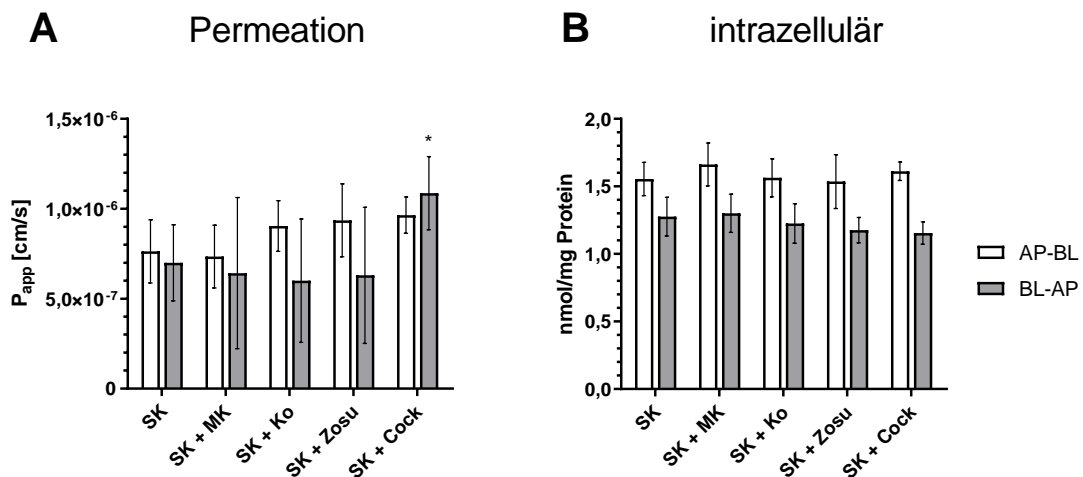 A Permeation
P_app [cm/s]
1,5×10⁻⁶
1,0×10⁻⁶
5,0×10⁻⁷
0
*
SK
SK + MK
SK + Ko
SK + Zosu
SK + Cock
B intrazellulär
nmol/mg Protein
2,0
1,5
1,0
0,5
0,0
SK
SK + MK
SK + Ko
SK + Zosu
SK + Cock
AP-BL
BL-AP